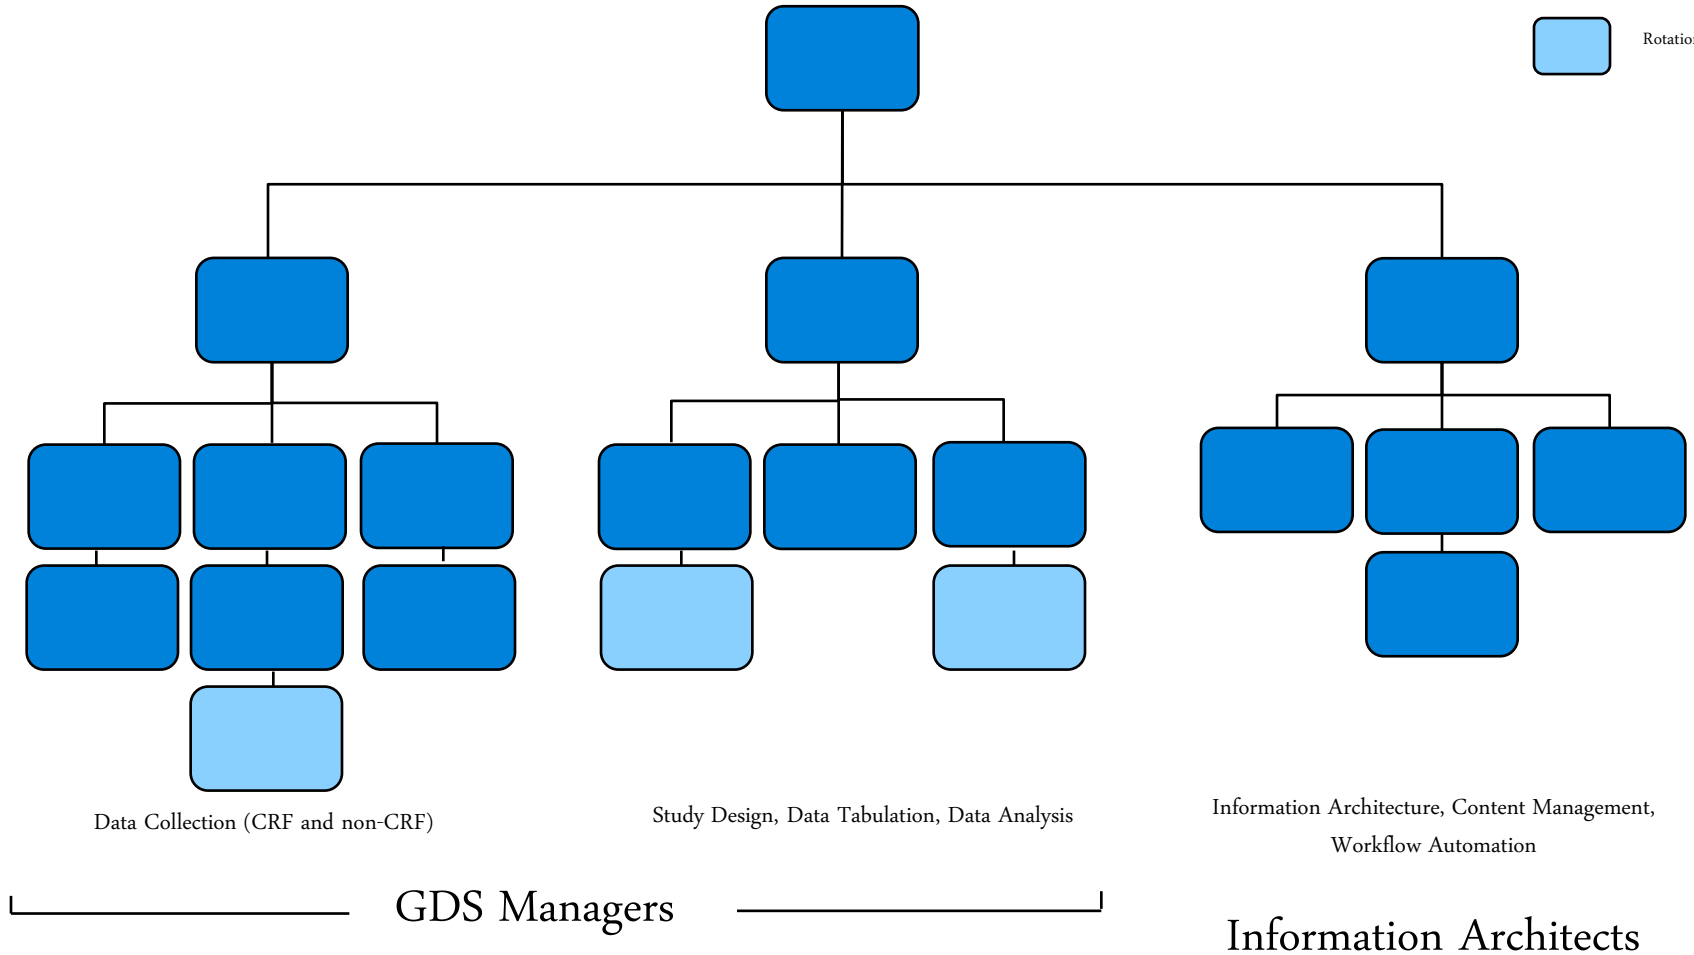 Rotation
Data Collection (CRF and non-CRF)
Study Design, Data Tabulation, Data Analysis
Information Architecture, Content Management,
Workflow Automation
GDS Managers
Information Architects